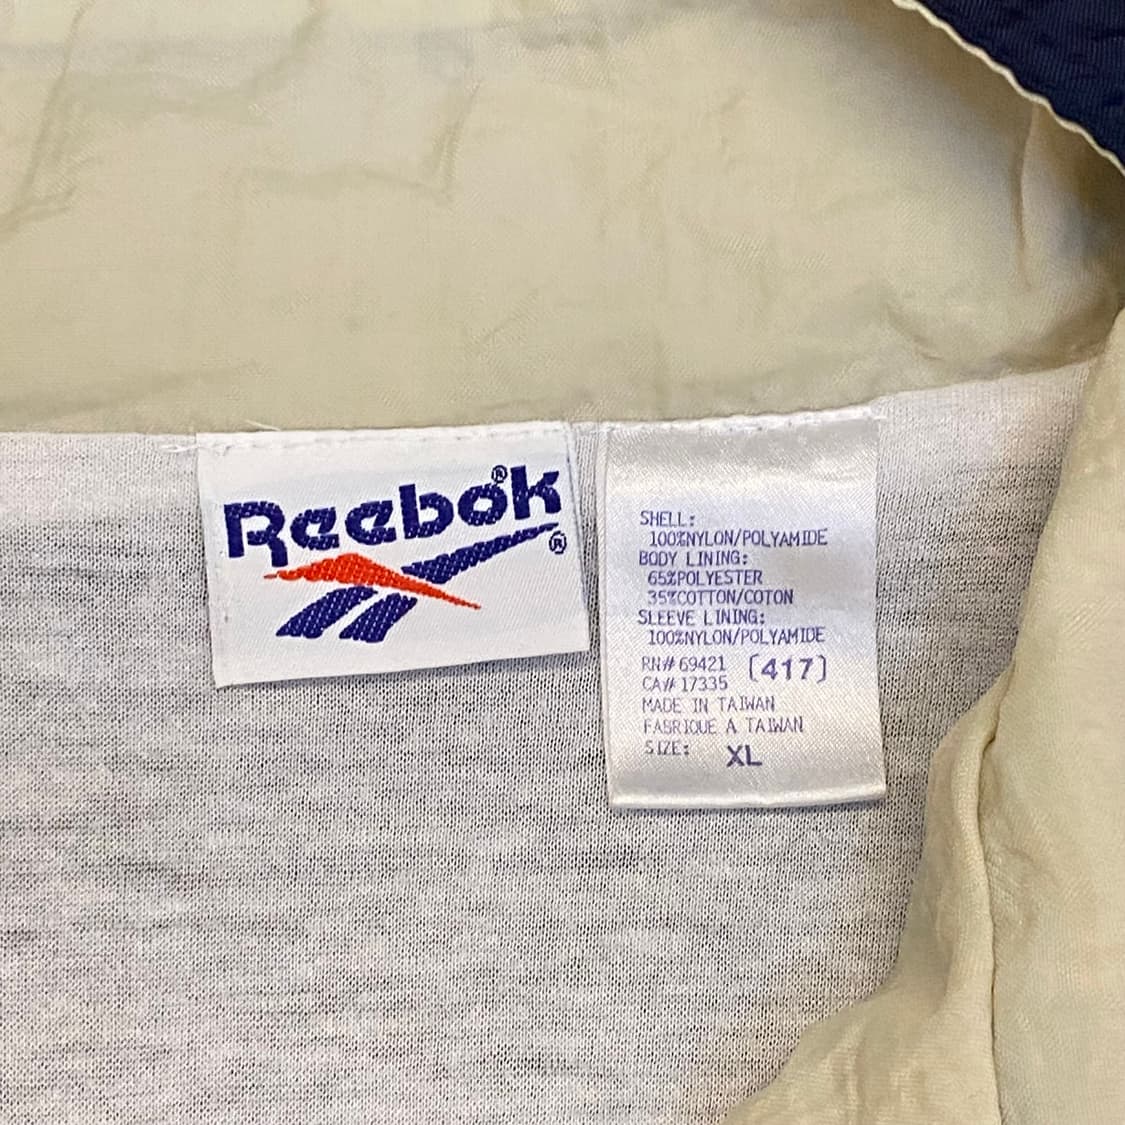 Reebok®
®
SHELL:
100%NYLON/POLYAMIDE
BODY LINING:
65%POLYESTER
35%COTTON/COTON
SLEEVE LINING:
100%NYLON/POLYAMIDE
RN# 69421 (417)
CA# 17335
MADE IN TAIWAN
FABRIQUE A TAIWAN
SIZE: XL